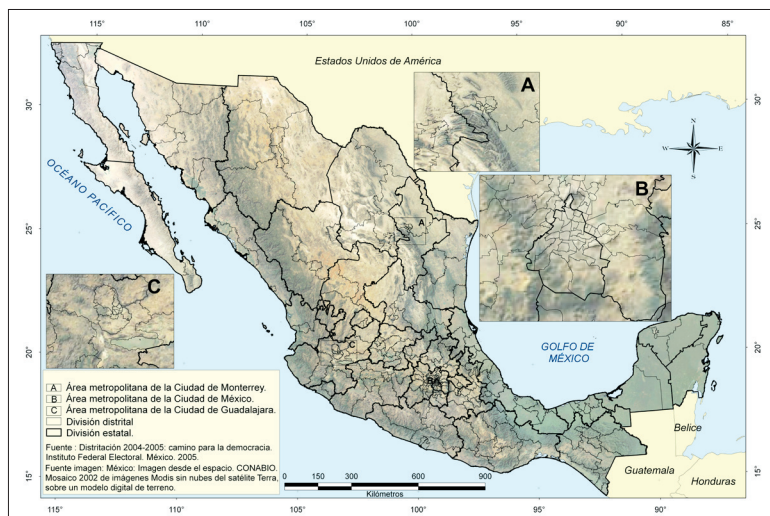 115° 110° 105° 100° 95° 90° 85°
Estados Unidos de América
A
30°
30°
N
W E
S
OCÉANO PACÍFICO
B
A
25°
25°
C
C
20°
GOLFO DE
MÉXICO
20°
B
A Área metropolitana de la Ciudad de Monterrey.
B Área metropolitana de la Ciudad de México.
C Área metropolitana de la Ciudad de Guadalajara.
División distrital
División estatal.
Fuente : Distritación 2004-2005: camino para la democracia.
Instituto Federal Electoral. México. 2005.
Fuente imagen: México: Imagen desde el espacio. CONABIO.
Mosaico 2002 de imágenes Modis sin nubes del satélite Terra,
sobre un modelo digital de terreno.
Belice
Guatemala
Honduras
15°
15°
0 150 300 600 900
Kilómetros
115° 110° 105° 100° 95° 90°